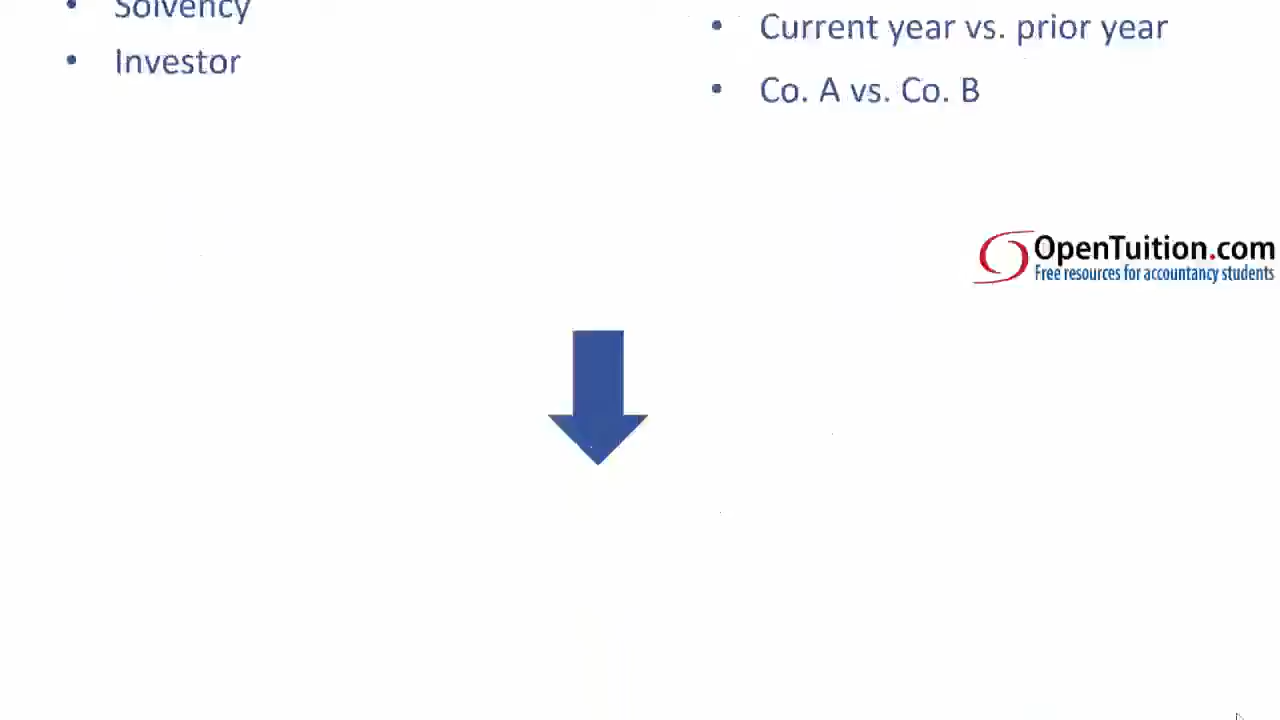 Solvency
• Investor
• Current year vs. prior year
• Co. A vs. Co. B
OpenTuition.com
Free resources for accountancy students